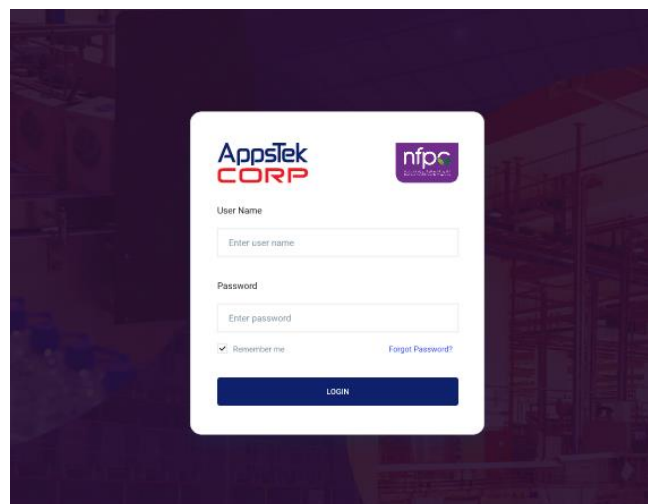 AppsTek
CORP
nfpc
User Name
Enter user name
Password
Enter password
Remember me
Forgot Password?
LOGIN